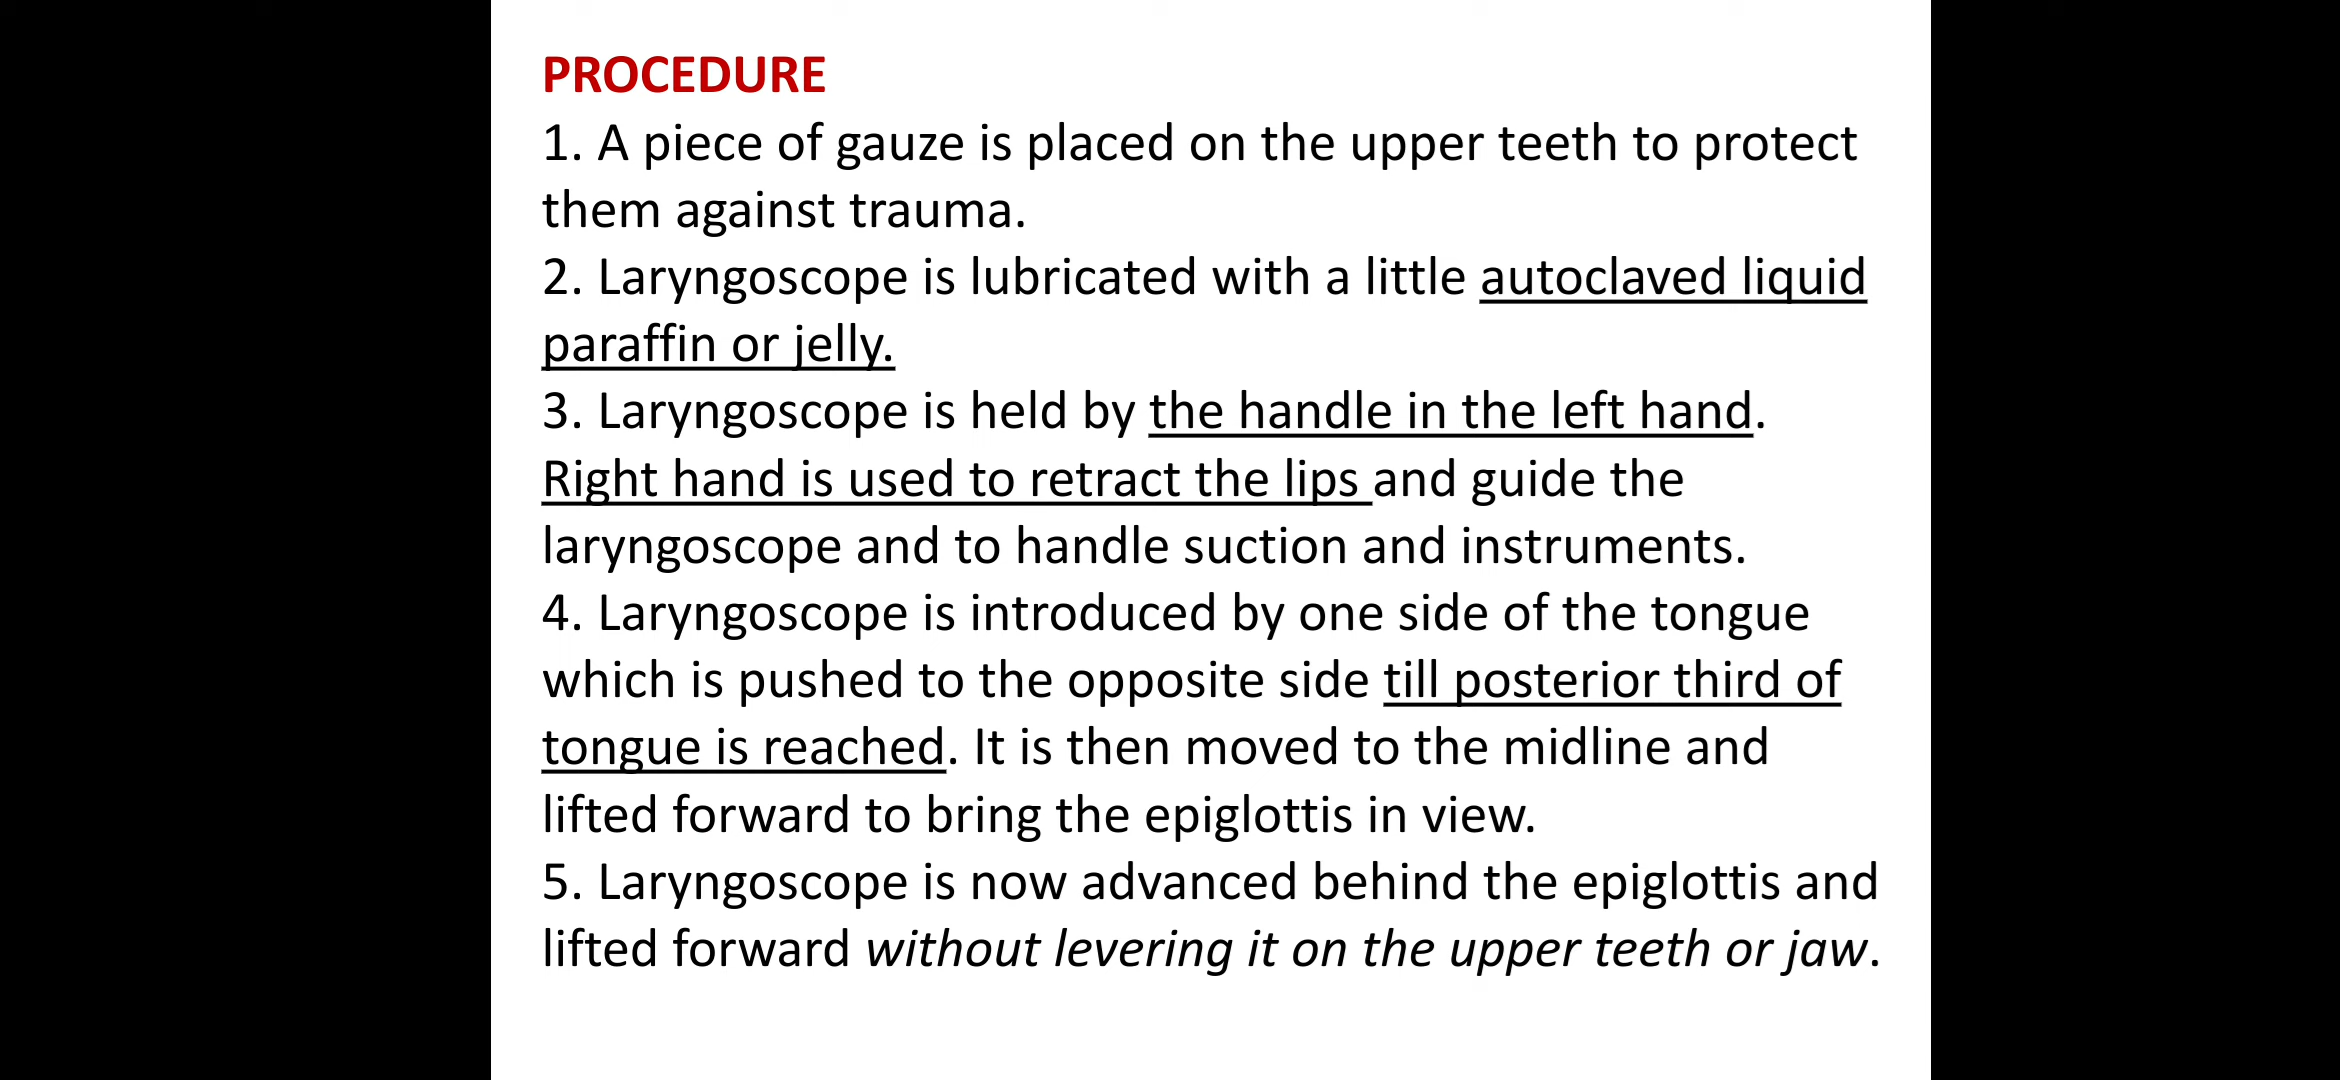 PROCEDURE
1. A piece of gauze is placed on the upper teeth to protect
them against trauma.
2. Laryngoscope is lubricated with a little autoclaved liquid
paraffin or jelly.
3. Laryngoscope is held by the handle in the left hand.
Right hand is used to retract the lips and guide the
laryngoscope and to handle suction and instruments.
4. Laryngoscope is introduced by one side of the tongue
which is pushed to the opposite side till posterior third of
tongue is reached. It is then moved to the midline and
lifted forward to bring the epiglottis in view.
5. Laryngoscope is now advanced behind the epiglottis and
lifted forward without levering it on the upper teeth or jaw.